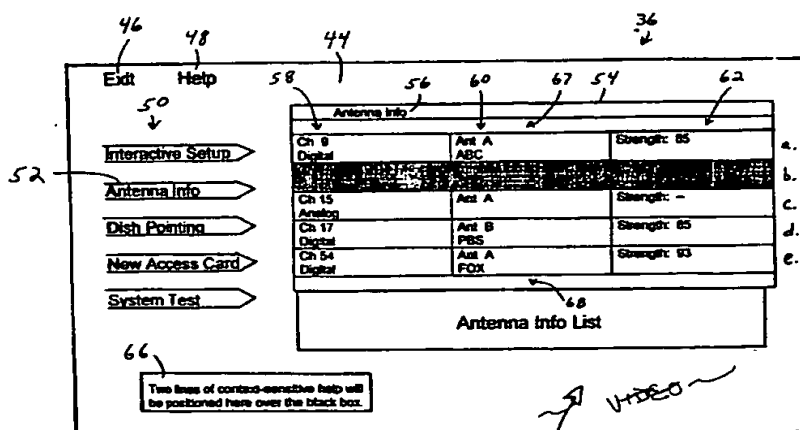 36
46
48
44
Exit Help
58
56
60
67
54
62
50
Antenna Info
Interactive Setup
Ch 9
Digital
Ant A
ABC
Strength: 85
a.
b.
52
Antenna Info
Ch 15
Analog
Ant A
Strength: –
c.
Dish Pointing
Ch 17
Digital
Ant B
PBS
Strength: 85
d.
New Access Card
Ch 54
Digital
Ant A
FOX
Strength: 93
e.
System Test
68
Antenna Info List
66
Two lines of context-sensitive help will
be positioned here over the black box.
VIDEO